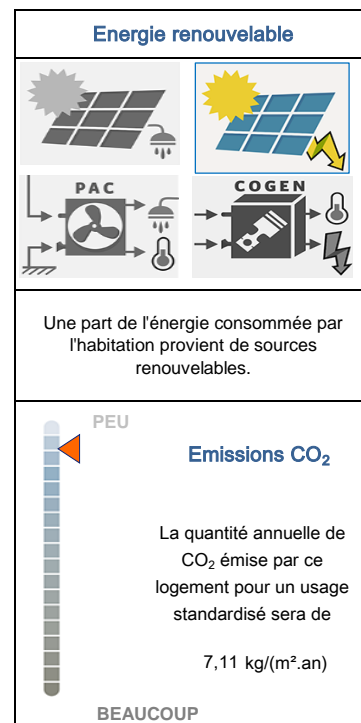 Energie renouvelable
PAC
COGEN
Une part de l'énergie consommée par
l'habitation provient de sources
renouvelables.
PEU
Emissions CO₂
La quantité annuelle de
CO₂ émise par ce
logement pour un usage
standardisé sera de
7,11 kg/(m².an)
BEAUCOUP